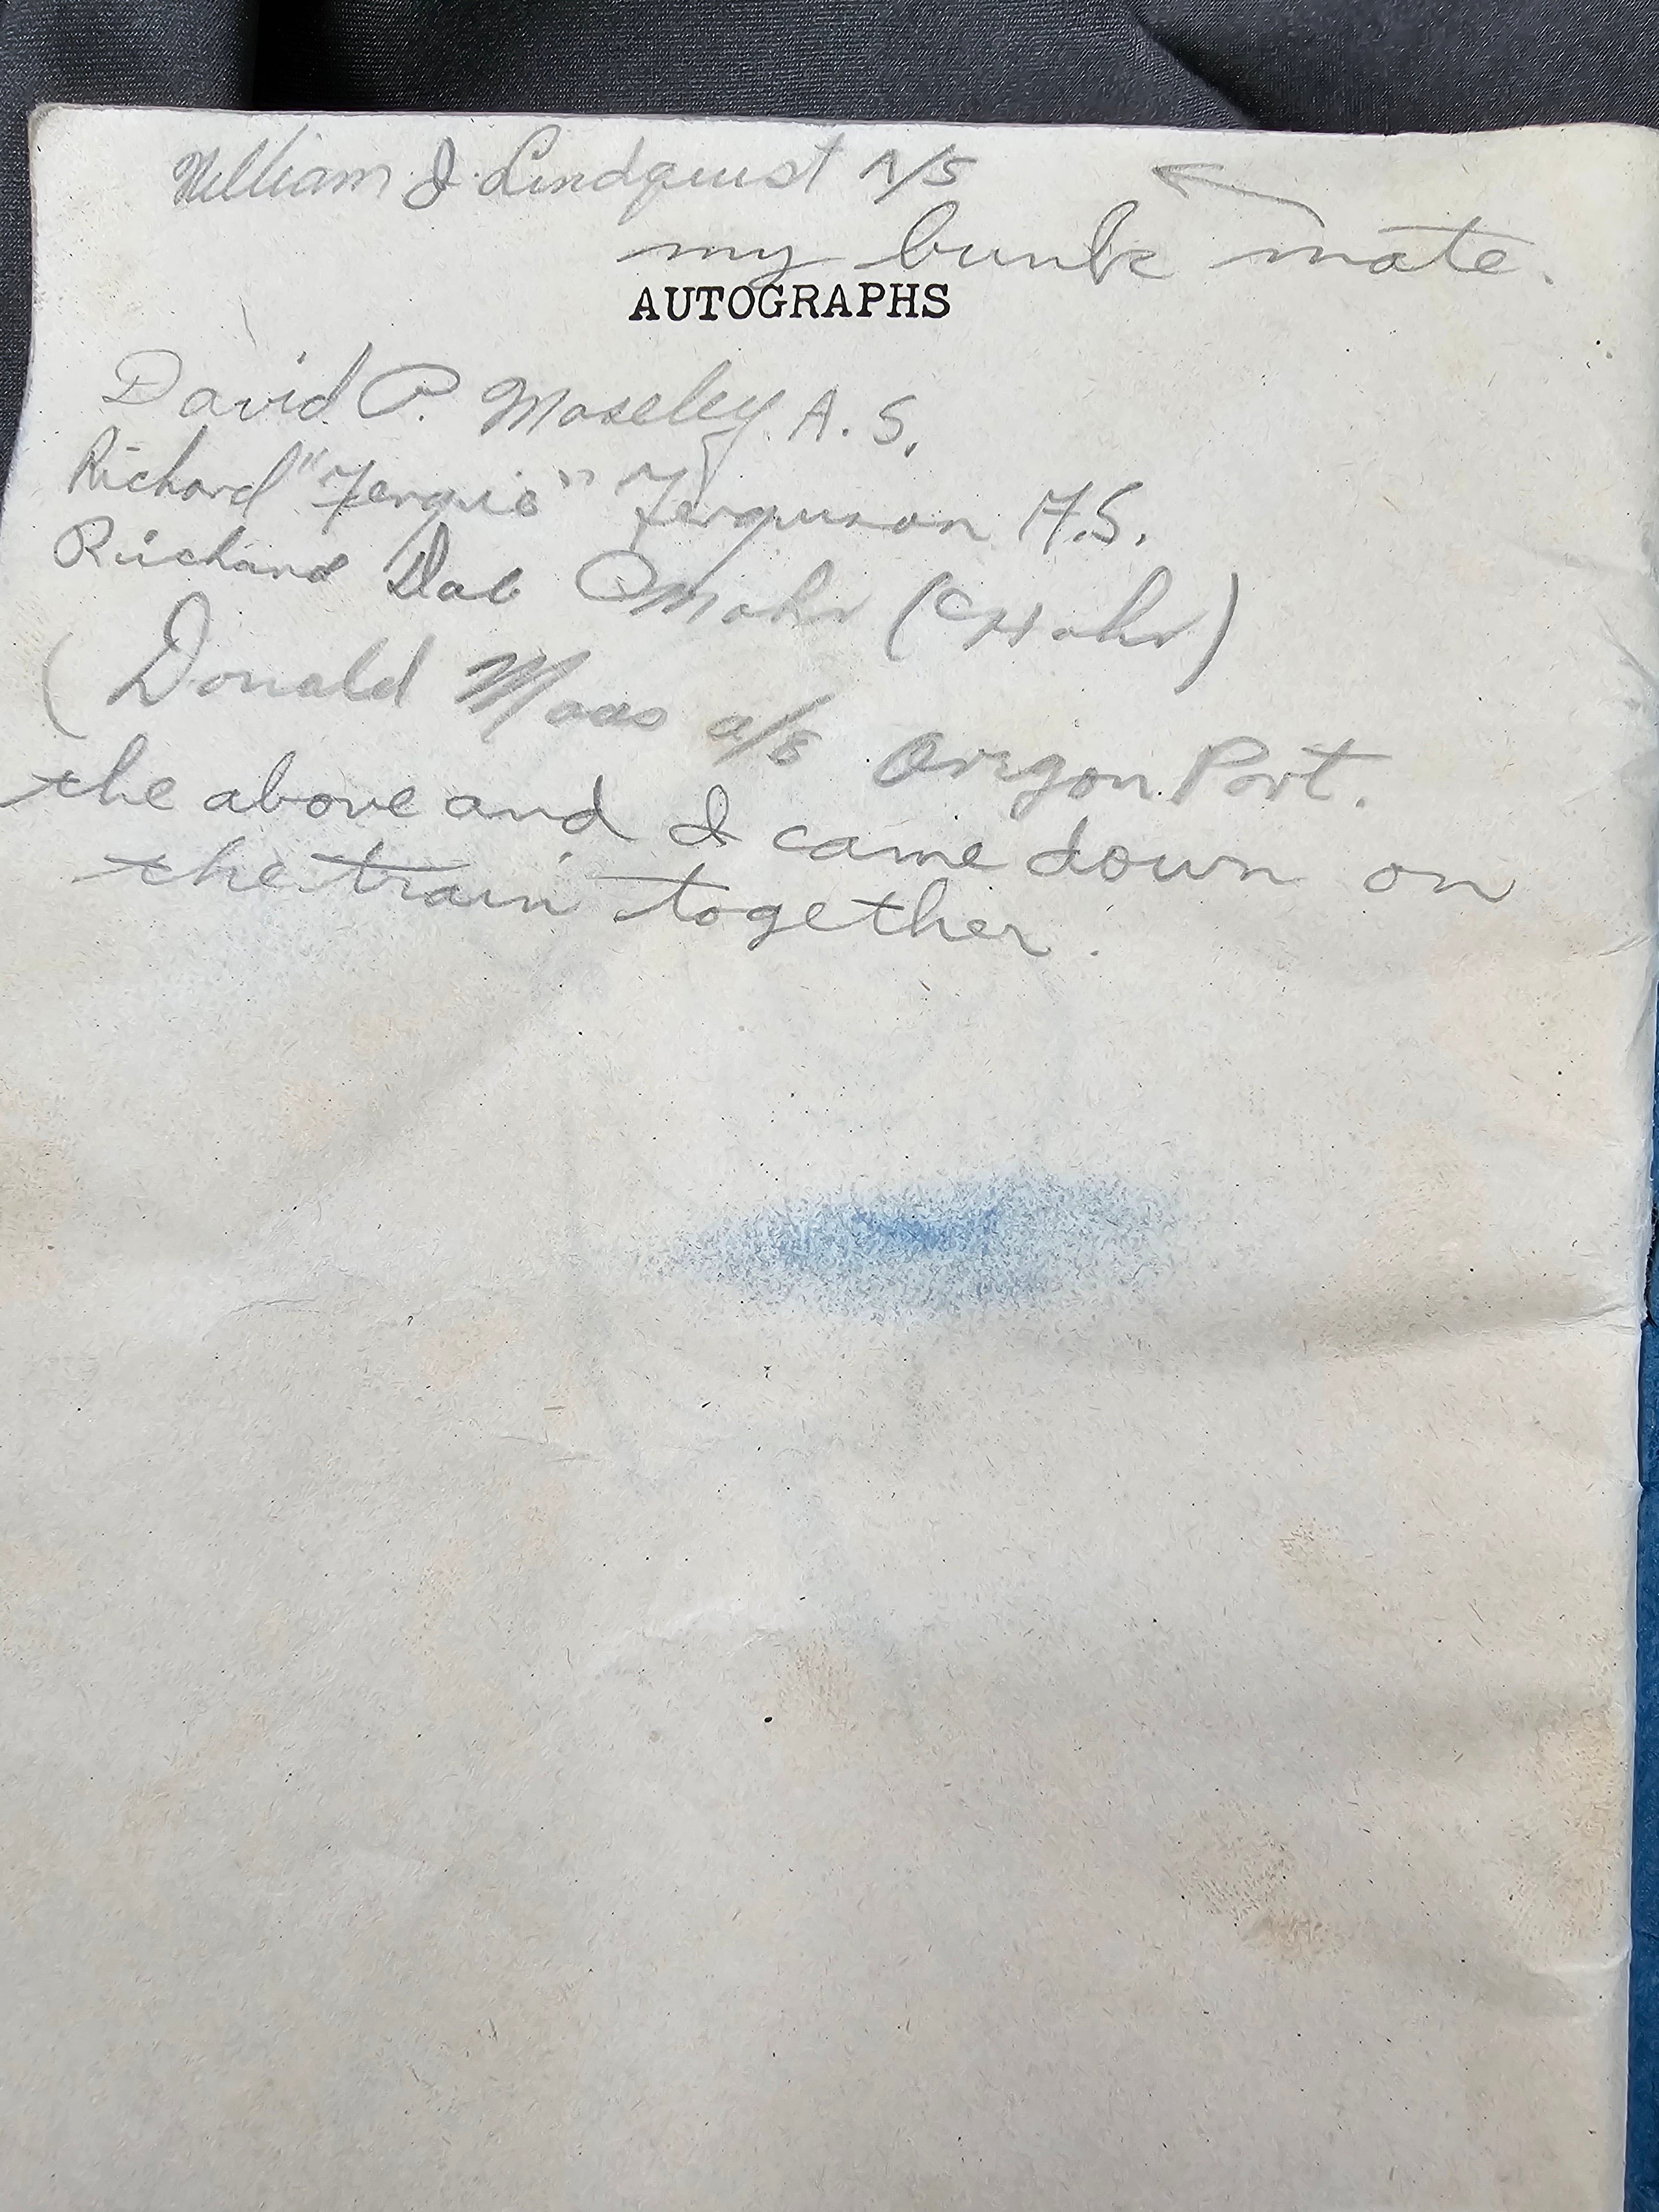 William J. Lindquist A/S
my bunk mate.
AUTOGRAPHS
David P. Moseley A.S.
Richard "Fergie" Ferguson A.S.
Richard
(Donald Maas a/s Oregon Port.
the above and I came down on
the train together.